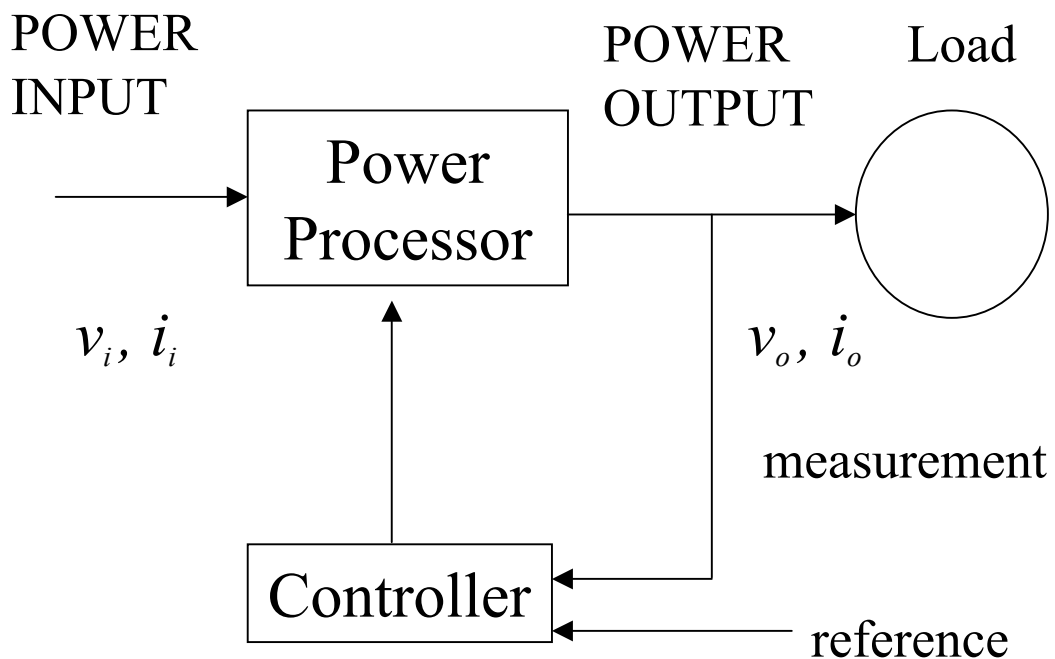 POWER
INPUT
POWER
OUTPUT
Load
Power
Processor
vᵢ, iᵢ
vₒ, iₒ
measurement
Controller
reference